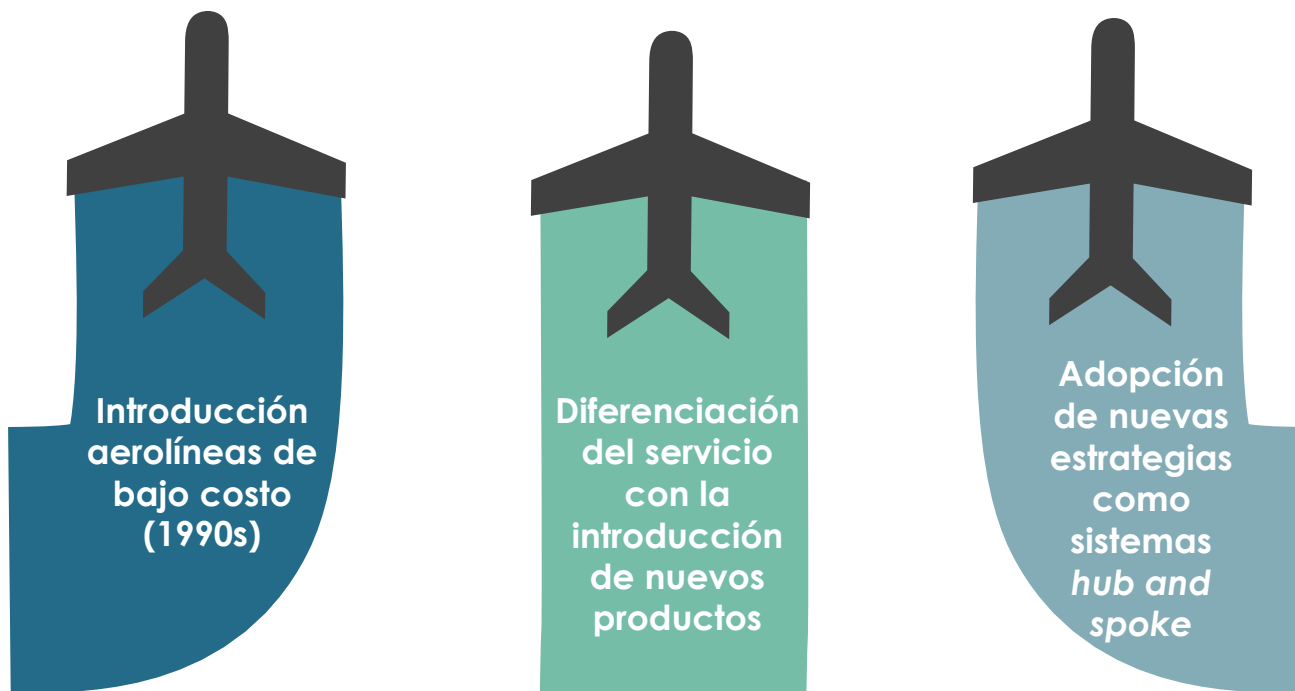 Introducción
aerolíneas de
bajo costo
(1990s)
Diferenciación
del servicio
con la
introducción
de nuevos
productos
Adopción
de nuevas
estrategias
como
sistemas
hub and
spoke